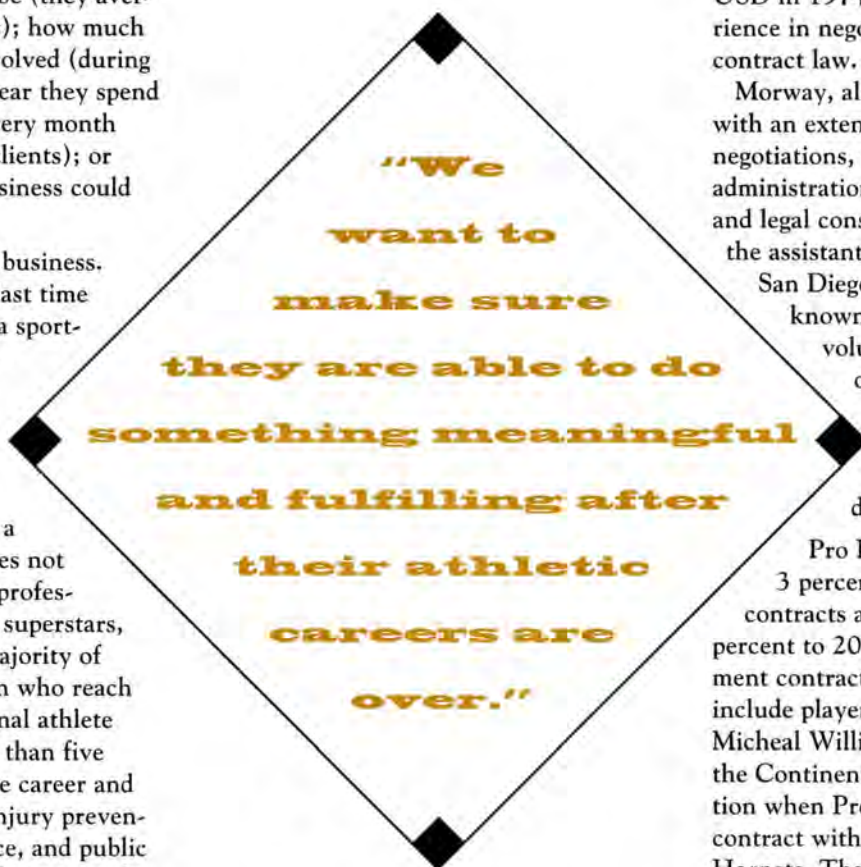 (they aver-
); how much
olved (during
ear they spend
ery month
lients); or
siness could
business.
ast time
a sport-
a
es not
profes-
superstars,
ajority of
n who reach
nal athlete
than five
e career and
njury preven-
ce, and public
"We
want to
make sure
they are able to do
something meaningful
and fulfilling after
their athletic
careers are
over."
USD in
rience in nego
contract law.
Morway, al
with an exten
negotiations,
administration
and legal cons
the assistant
San Diego
known
volu
d
Pro
3 percen
contracts a
percent to 20
ment contract
include player
Micheal Willi
the Continen
tion when Pro
contract with